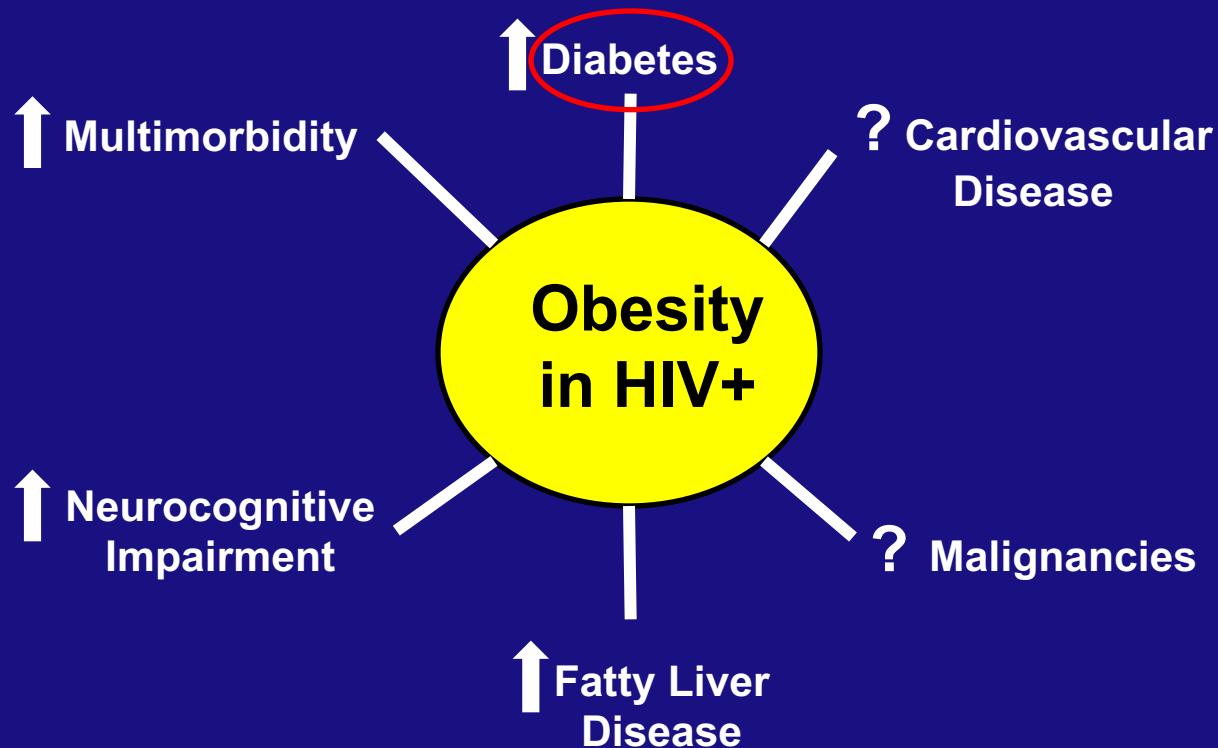 Diabetes
Multimorbidity
? Cardiovascular
Disease
Obesity
in HIV+
Neurocognitive
Impairment
? Malignancies
Fatty Liver
Disease